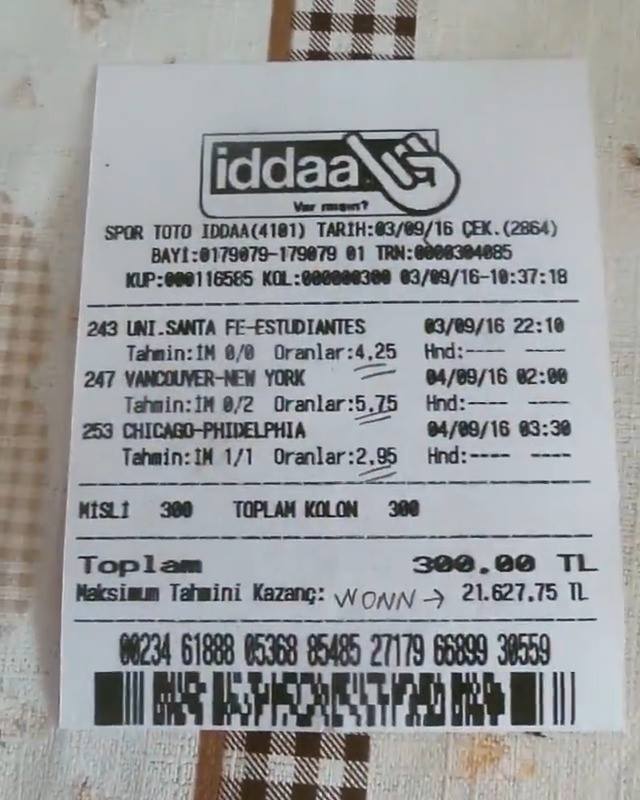 iddaa
Var mısın?
SPOR TOTO IDDAA(4101) TARİH:03/09/16 ÇEK.(2864)
BAYİ:0179079-179079 01 TRN:0000304085
KUP:000116585 KOL:000000300 03/09/16-10:37:18
243 UNI.SANTA FE-ESTUDIANTES 03/09/16 22:10
Tahmin:İM 0/0 Oranlar:4,25 Hnd:---- ----
247 VANCOUVER-NEW YORK 04/09/16 02:00
Tahmin:İM 0/2 Oranlar:5.75 Hnd:---- ----
253 CHICAGO-PHIDELPHIA 04/09/16 03:30
Tahmin:İM 1/1 Oranlar:2,95 Hnd:---- ----
MİSLİ 300 TOPLAM KOLON 300
Toplam 300.00 TL
Maksimum Tahmini Kazanç: WONN → 21.627.75 TL
00234 61888 05368 85485 27179 66899 30559